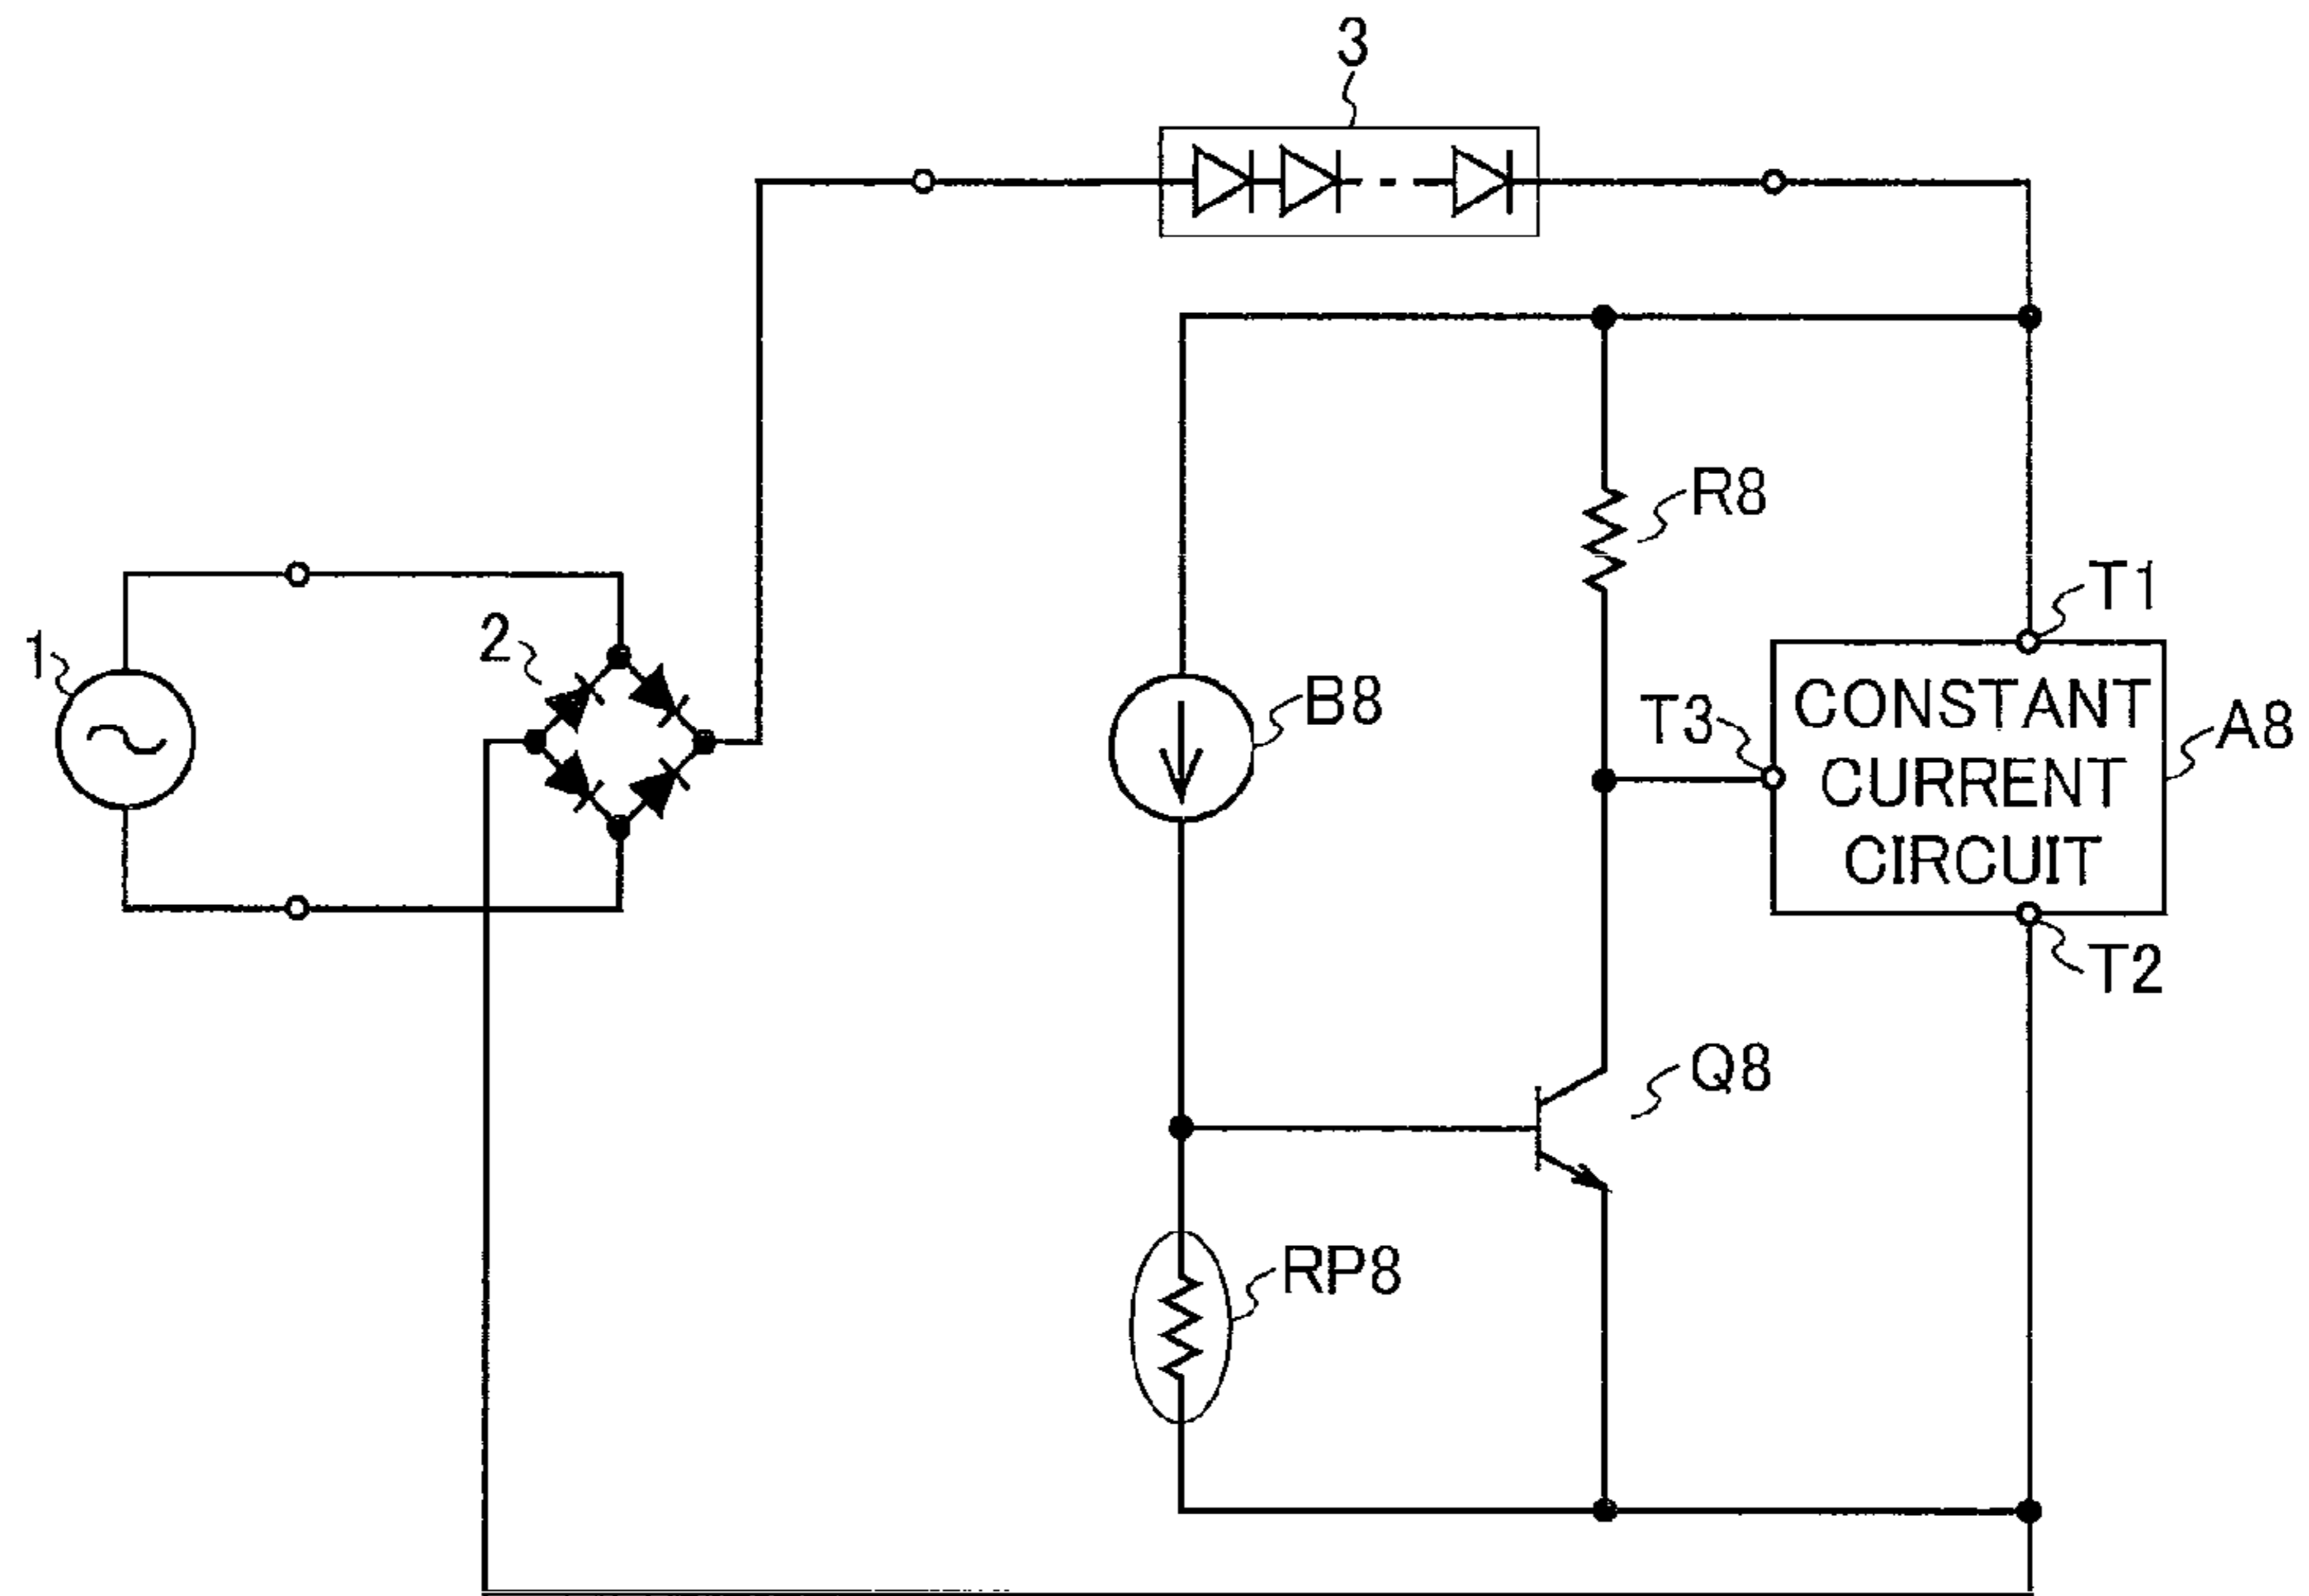 3
R8
T1
1
2
B8
T3
CONSTANT
CURRENT
CIRCUIT
A8
T2
Q8
RP8